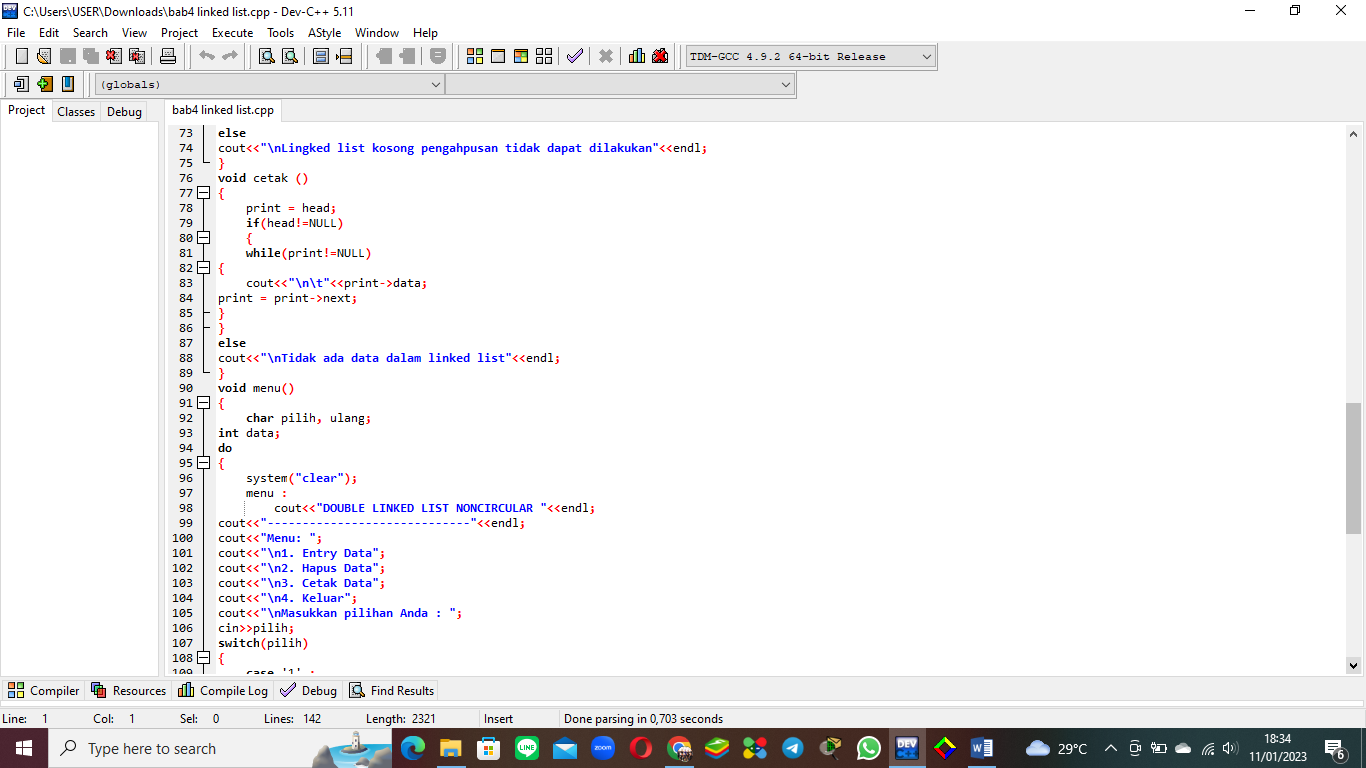 C:\Users\USER\Downloads\bab4 linked list.cpp - Dev-C++ 5.11
File Edit Search View Project Execute Tools AStyle Window Help
TDM-GCC 4.9.2 64-bit Release
(globals)
Project Classes Debug
bab4 linked list.cpp
73 else
74 cout<<"\nLingked list kosong pengahpusan tidak dapat dilakukan"<<endl;
75 }
76 void cetak ()
77 {
78 print = head;
79 if(head!=NULL)
80 {
81 while(print!=NULL)
82 {
83 cout<<"\n\t"<<print->data;
84 print = print->next;
85 }
86 }
87 else
88 cout<<"\nTidak ada data dalam linked list"<<endl;
89 }
90 void menu()
91 {
92 char pilih, ulang;
93 int data;
94 do
95 {
96 system("clear");
97 menu :
98 cout<<"DOUBLE LINKED LIST NONCIRCULAR "<<endl;
99 cout<<"-----------------------------"<<endl;
100 cout<<"Menu: ";
101 cout<<"\n1. Entry Data";
102 cout<<"\n2. Hapus Data";
103 cout<<"\n3. Cetak Data";
104 cout<<"\n4. Keluar";
105 cout<<"\nMasukkan pilihan Anda : ";
106 cin>>pilih;
107 switch(pilih)
108 {
109 case '1' :
Compiler Resources Compile Log Debug Find Results
Line: 1 Col: 1 Sel: 0 Lines: 142 Length: 2321 Insert Done parsing in 0,703 seconds
Type here to search
LINE
zoom
DEV
29°C
18:34
11/01/2023
6